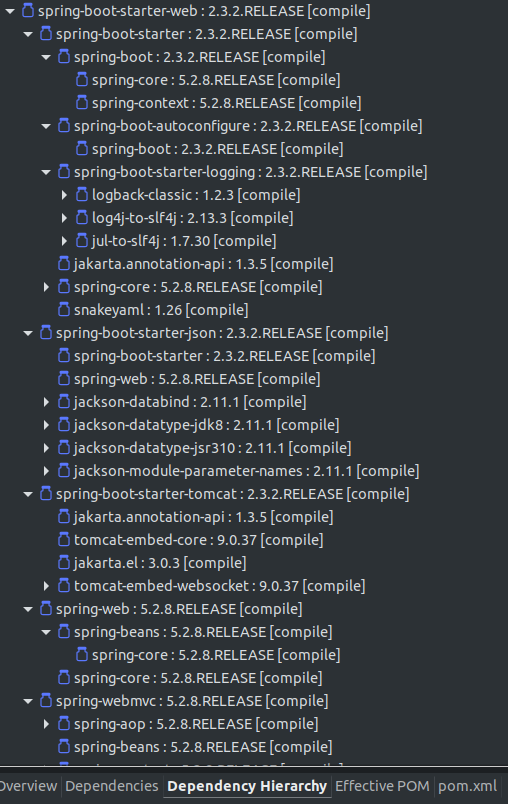 spring-boot-starter-web : 2.3.2.RELEASE [compile]
spring-boot-starter : 2.3.2.RELEASE [compile]
spring-boot : 2.3.2.RELEASE [compile]
spring-core : 5.2.8.RELEASE [compile]
spring-context : 5.2.8.RELEASE [compile]
spring-boot-autoconfigure : 2.3.2.RELEASE [compile]
spring-boot : 2.3.2.RELEASE [compile]
spring-boot-starter-logging : 2.3.2.RELEASE [compile]
logback-classic : 1.2.3 [compile]
log4j-to-slf4j : 2.13.3 [compile]
jul-to-slf4j : 1.7.30 [compile]
jakarta.annotation-api : 1.3.5 [compile]
spring-core : 5.2.8.RELEASE [compile]
snakeyaml : 1.26 [compile]
spring-boot-starter-json : 2.3.2.RELEASE [compile]
spring-boot-starter : 2.3.2.RELEASE [compile]
spring-web : 5.2.8.RELEASE [compile]
jackson-databind : 2.11.1 [compile]
jackson-datatype-jdk8 : 2.11.1 [compile]
jackson-datatype-jsr310 : 2.11.1 [compile]
jackson-module-parameter-names : 2.11.1 [compile]
spring-boot-starter-tomcat : 2.3.2.RELEASE [compile]
jakarta.annotation-api : 1.3.5 [compile]
tomcat-embed-core : 9.0.37 [compile]
jakarta.el : 3.0.3 [compile]
tomcat-embed-websocket : 9.0.37 [compile]
spring-web : 5.2.8.RELEASE [compile]
spring-beans : 5.2.8.RELEASE [compile]
spring-core : 5.2.8.RELEASE [compile]
spring-core : 5.2.8.RELEASE [compile]
spring-webmvc : 5.2.8.RELEASE [compile]
spring-aop : 5.2.8.RELEASE [compile]
spring-beans : 5.2.8.RELEASE [compile]
Overview Dependencies Dependency Hierarchy Effective POM pom.xml